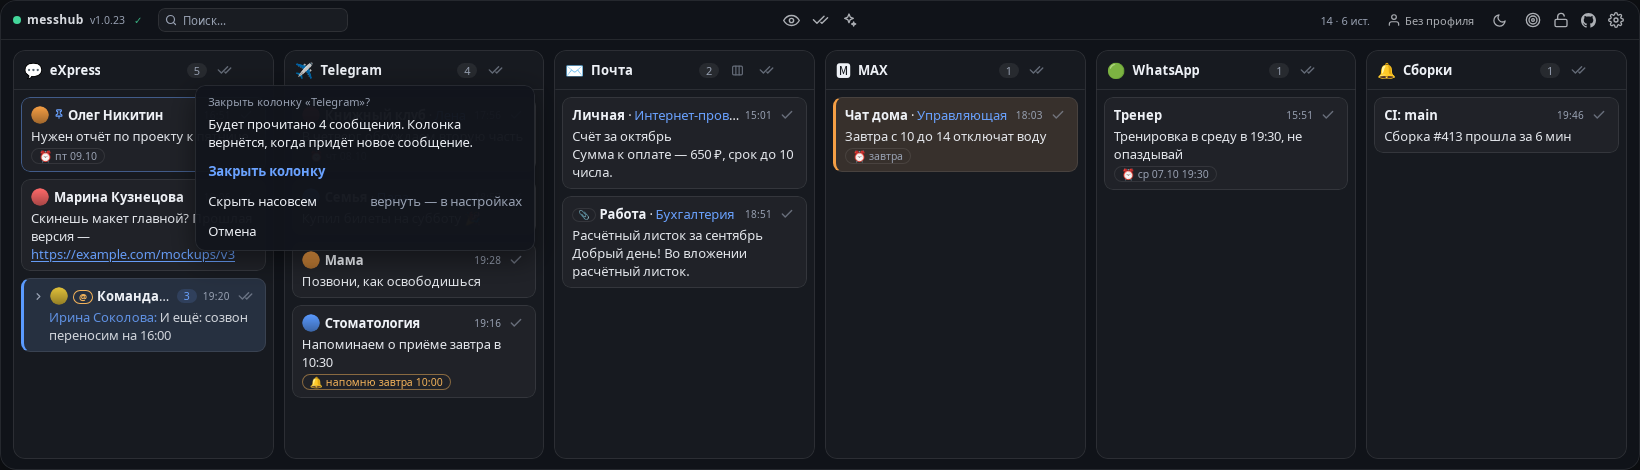 messhub v1.0.23 ✓ Поиск... 14 · 6 ист. Без профиля
eXpress 5
Олег Никитин
Нужен отчёт по проекту к
пт 09.10
Марина Кузнецова
Скинешь макет главной?
версия —
https://example.com/mockups/v3
@ Команда... 3 19:20
Ирина Соколова: И ещё: созвон
переносим на 16:00
Telegram 4
Закрыть колонку «Telegram»?
Будет прочитано 4 сообщения. Колонка
вернётся, когда придёт новое сообщение.
Закрыть колонку
Скрыть насовсем вернуть — в настройках
Отмена
Мама 19:28
Позвони, как освободишься
Стоматология 19:16
Напоминаем о приёме завтра в
10:30
напомню завтра 10:00
Почта 2
Личная · Интернет-пров... 15:01
Счёт за октябрь
Сумма к оплате — 650 ₽, срок до 10
числа.
Работа · Бухгалтерия 18:51
Расчётный листок за сентябрь
Добрый день! Во вложении
расчётный листок.
M MAX 1
Чат дома · Управляющая 18:03
Завтра с 10 до 14 отключат воду
завтра
WhatsApp 1
Тренер 15:51
Тренировка в среду в 19:30, не
опаздывай
ср 07.10 19:30
Сборки 1
CI: main 19:46
Сборка #413 прошла за 6 мин